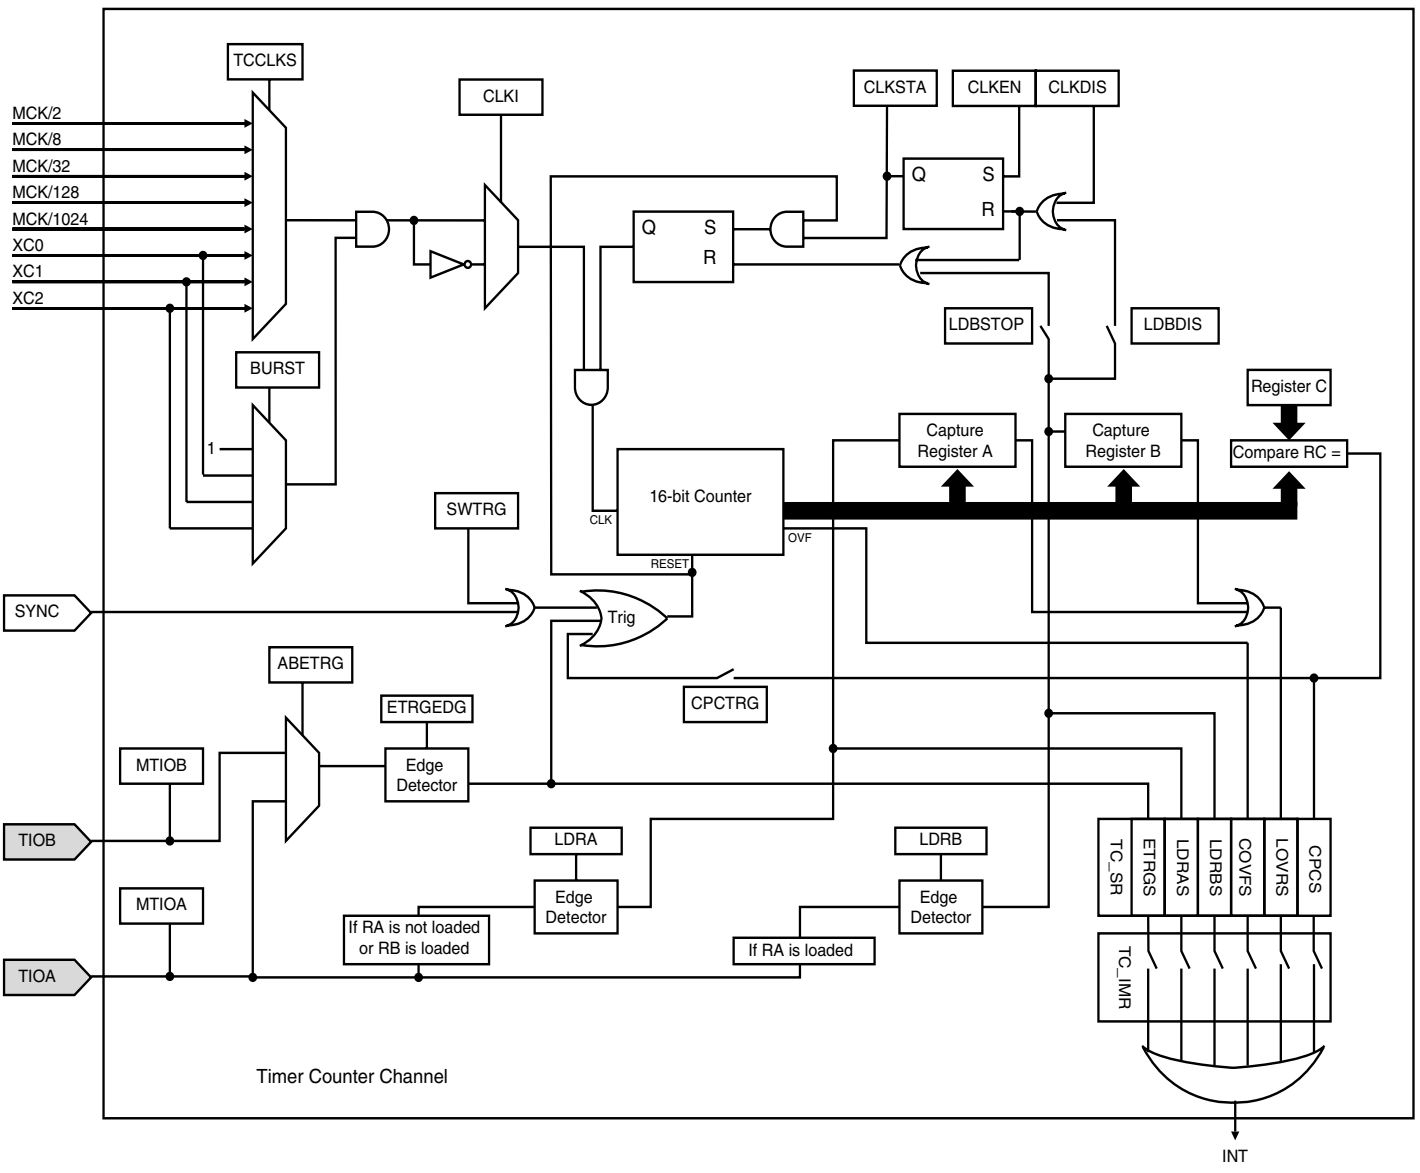 TCCLKS
CLKI
CLKSTA
CLKEN
CLKDIS
MCK/2
MCK/8
MCK/32
MCK/128
MCK/1024
XC0
XC1
XC2
Q
S
R
Q
S
R
LDBSTOP
LDBDIS
BURST
1
Register C
Capture
Register A
Capture
Register B
Compare RC =
16-bit Counter
SWTRG
CLK
OVF
RESET
SYNC
Trig
ABETRG
ETRGEDG
CPCTRG
MTIOB
Edge
Detector
TIOB
LDRA
LDRB
MTIOA
Edge
Detector
Edge
Detector
If RA is not loaded
or RB is loaded
If RA is loaded
TIOA
TC_SR
ETRGS
LDRAS
LDRBS
COVFS
LOVRS
CPCS
TC_IMR
Timer Counter Channel
INT